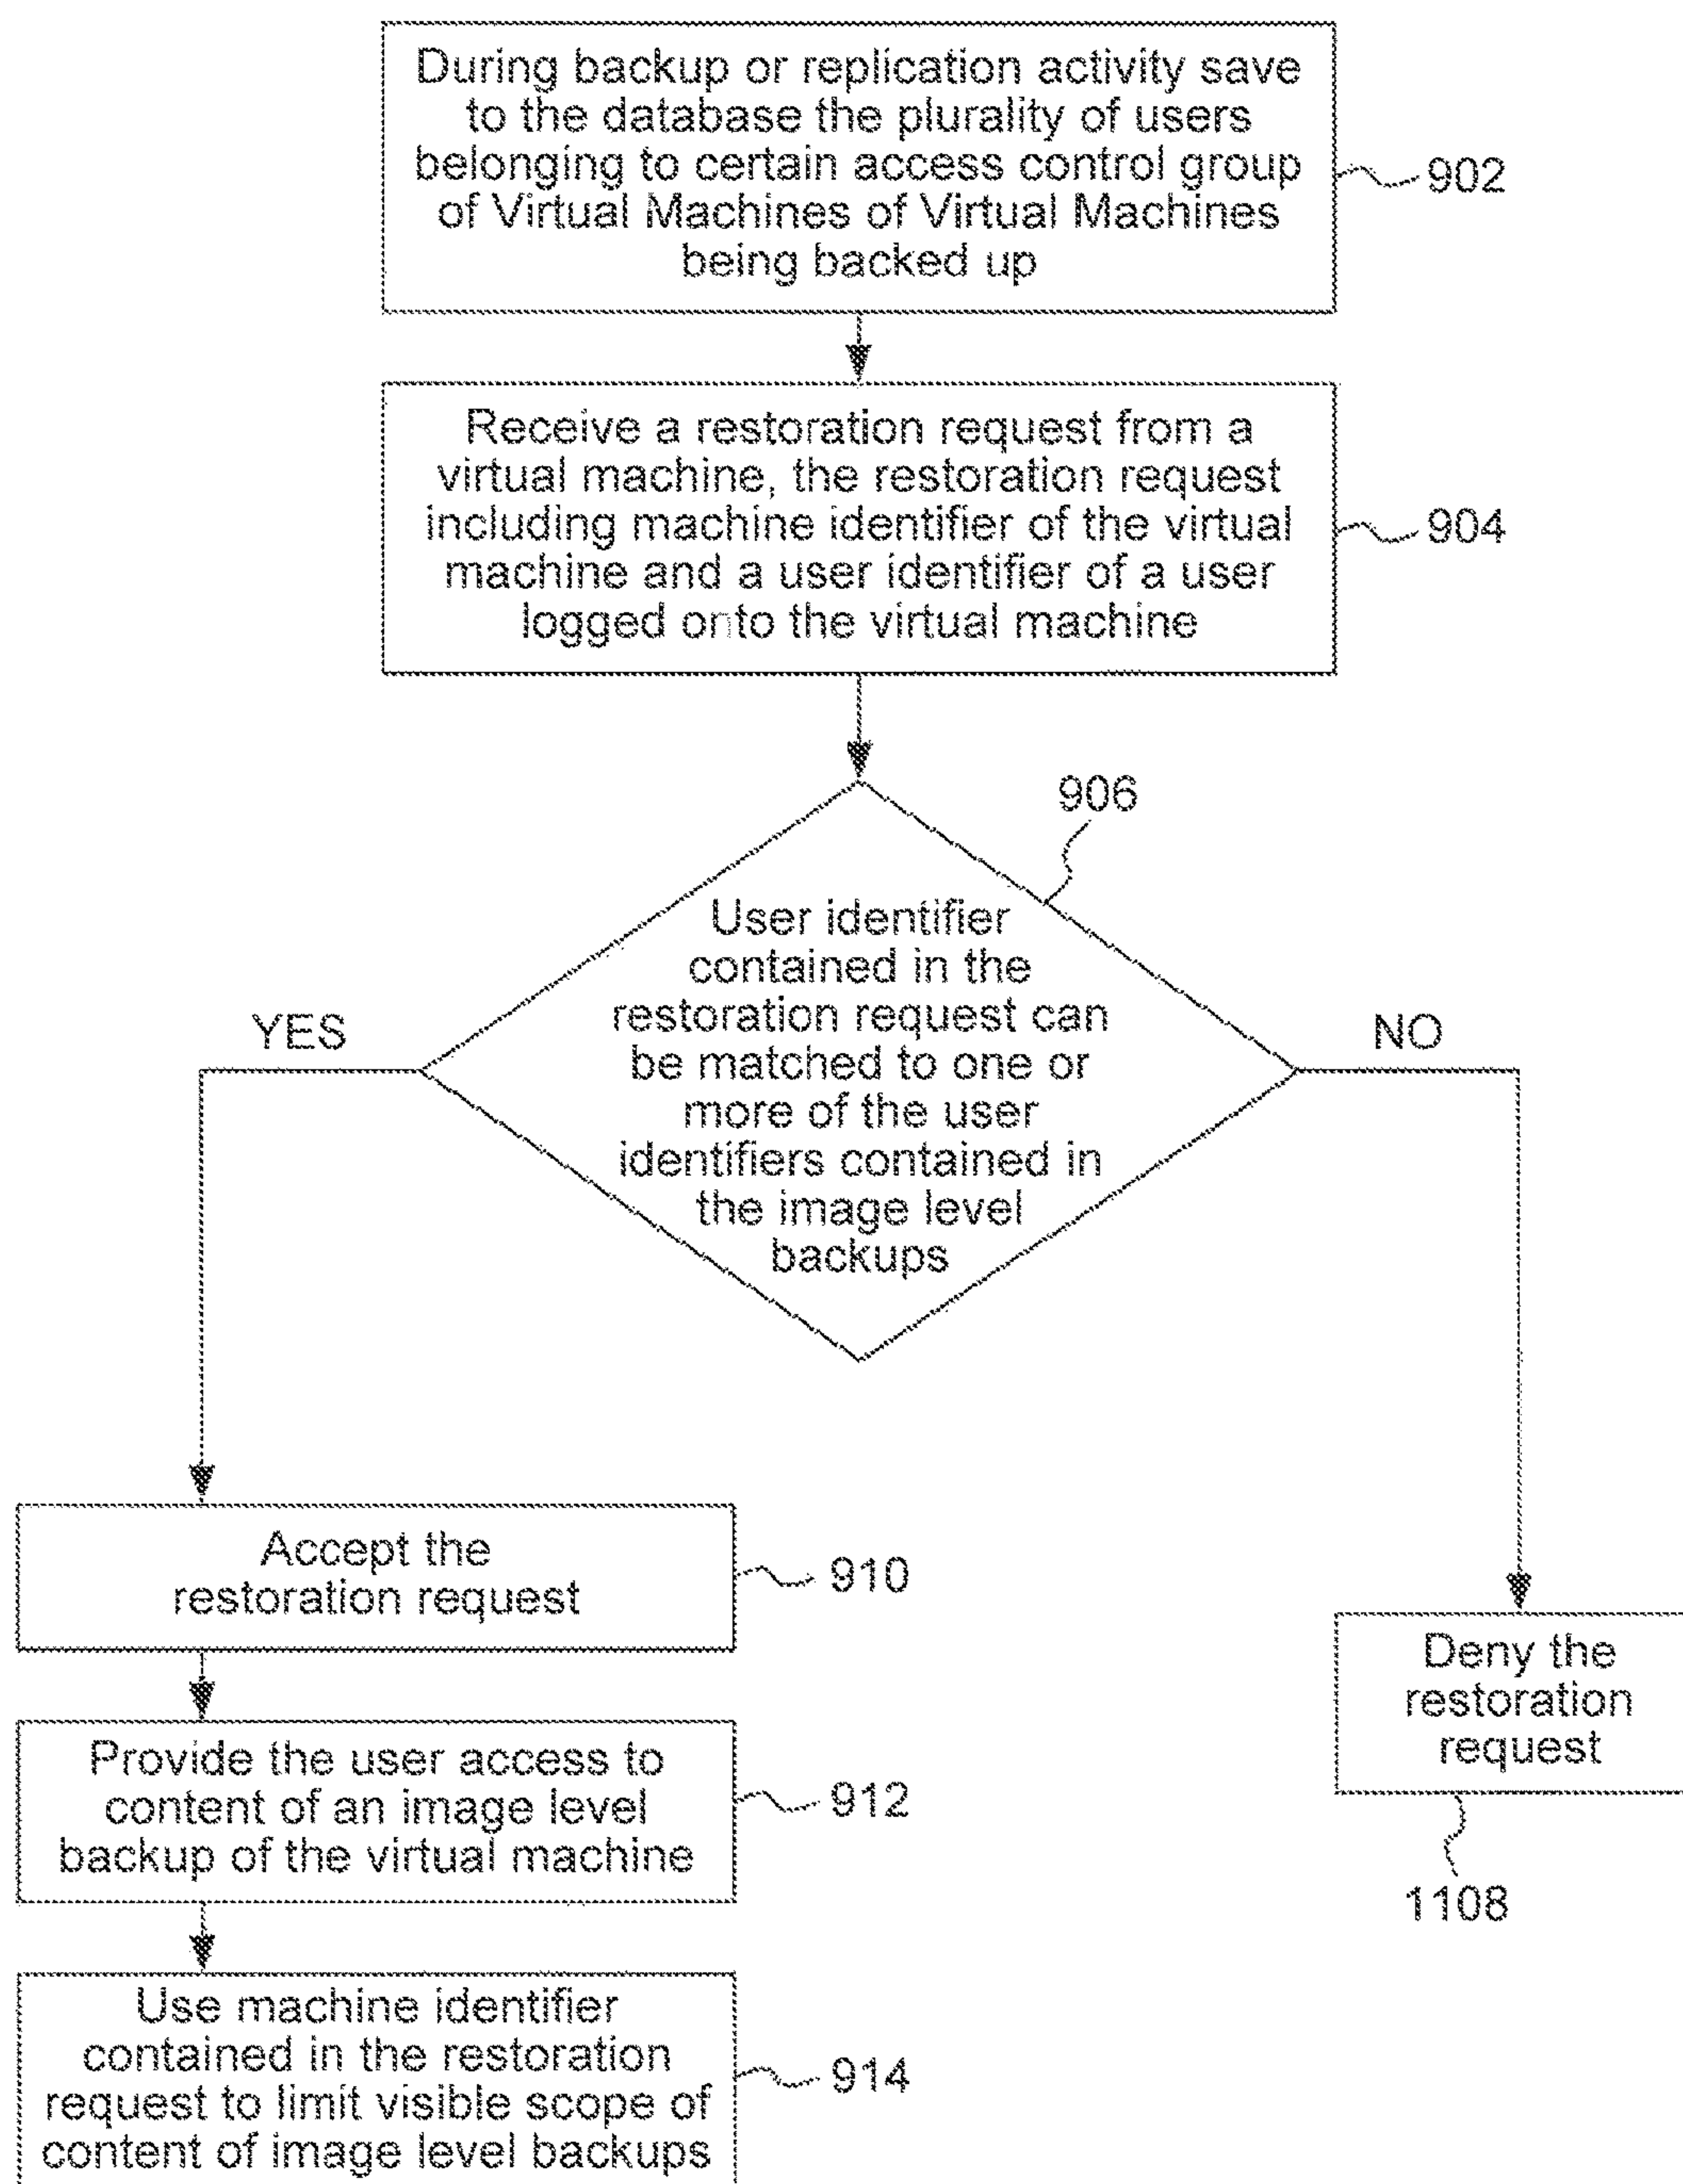 During backup or replication activity save
to the database the plurality of users
belonging to certain access control group
of Virtual Machines of Virtual Machines
being backed up
902
Receive a restoration request from a
virtual machine, the restoration request
including machine identifier of the virtual
machine and a user identifier of a user
logged onto the virtual machine
904
906
User identifier
contained in the
restoration request can
be matched to one or
more of the user
identifiers contained in
the image level
backups
YES
NO
Accept the
restoration request
910
Deny the
restoration
request
1108
Provide the user access to
content of an image level
backup of the virtual machine
912
Use machine identifier
contained in the restoration
request to limit visible scope of
content of image level backups
914